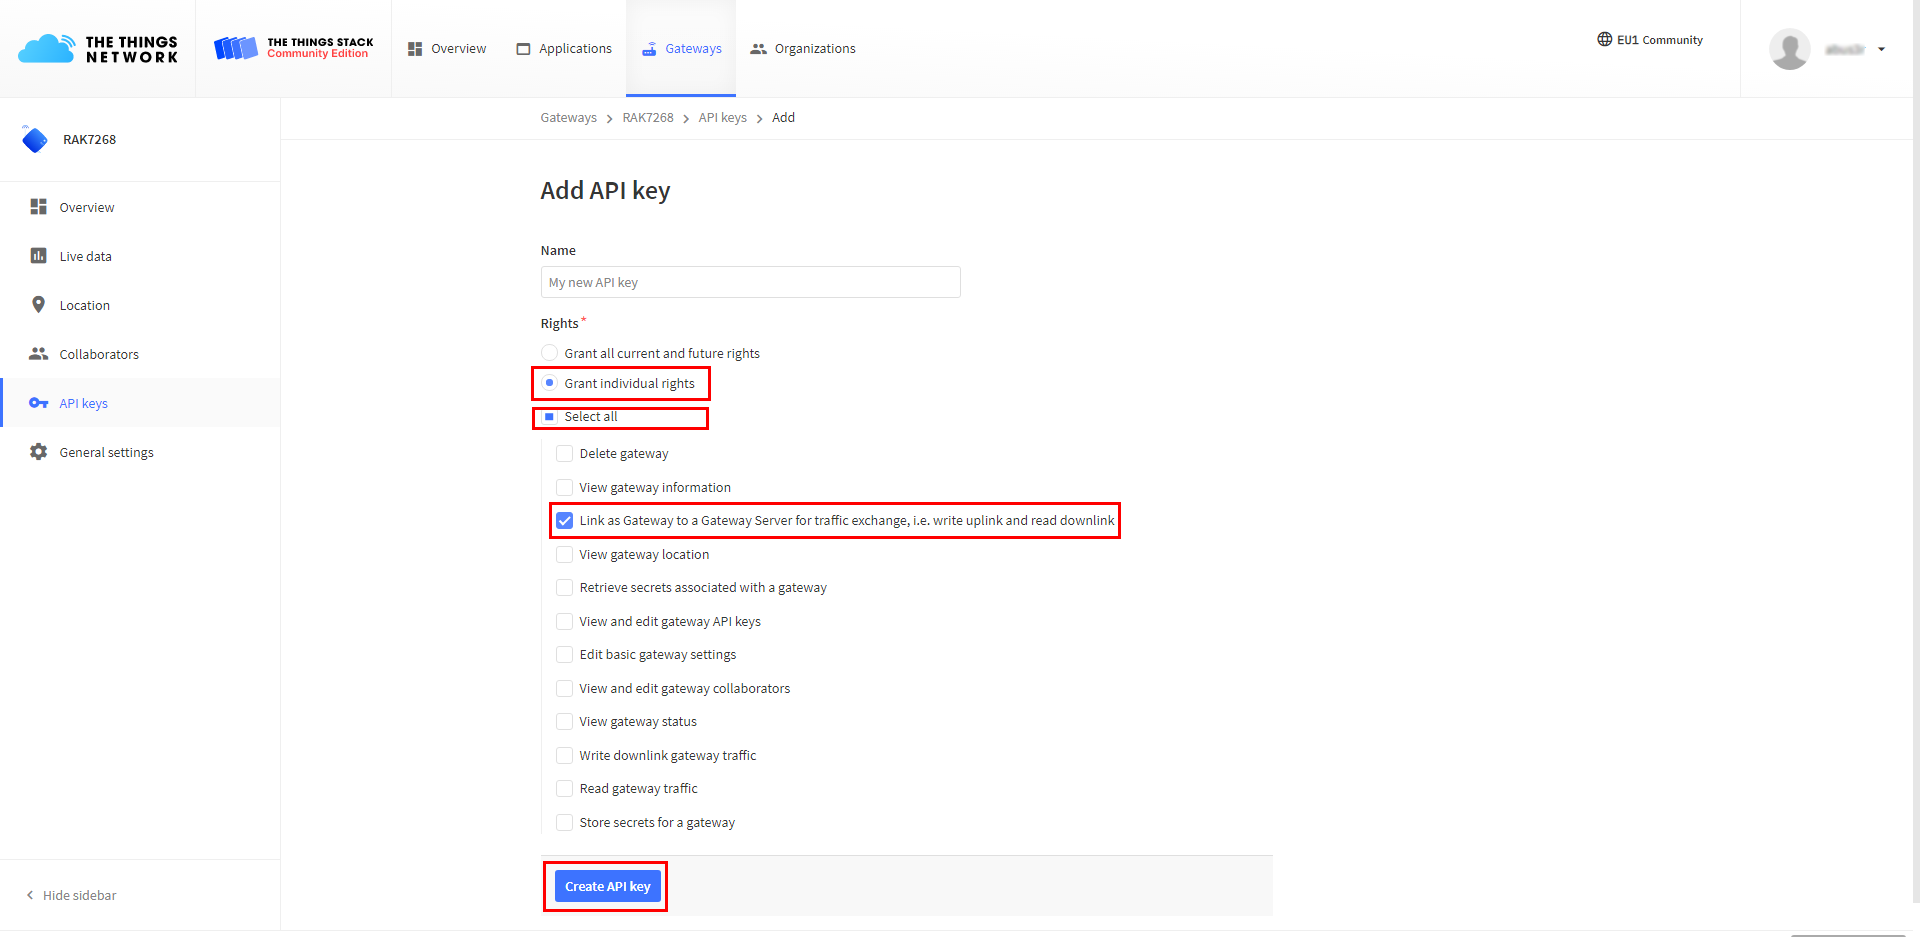 THE THINGS
NETWORK
THE THINGS STACK
Community Edition
Overview
Applications
Gateways
Organizations
EU1 Community
RAK7268
Overview
Live data
Location
Collaborators
API keys
General settings
Hide sidebar
Gateways > RAK7268 > API keys > Add
Add API key
Name
My new API key
Rights*
Grant all current and future rights
Grant individual rights
Select all
Delete gateway
View gateway information
Link as Gateway to a Gateway Server for traffic exchange, i.e. write uplink and read downlink
View gateway location
Retrieve secrets associated with a gateway
View and edit gateway API keys
Edit basic gateway settings
View and edit gateway collaborators
View gateway status
Write downlink gateway traffic
Read gateway traffic
Store secrets for a gateway
Create API key